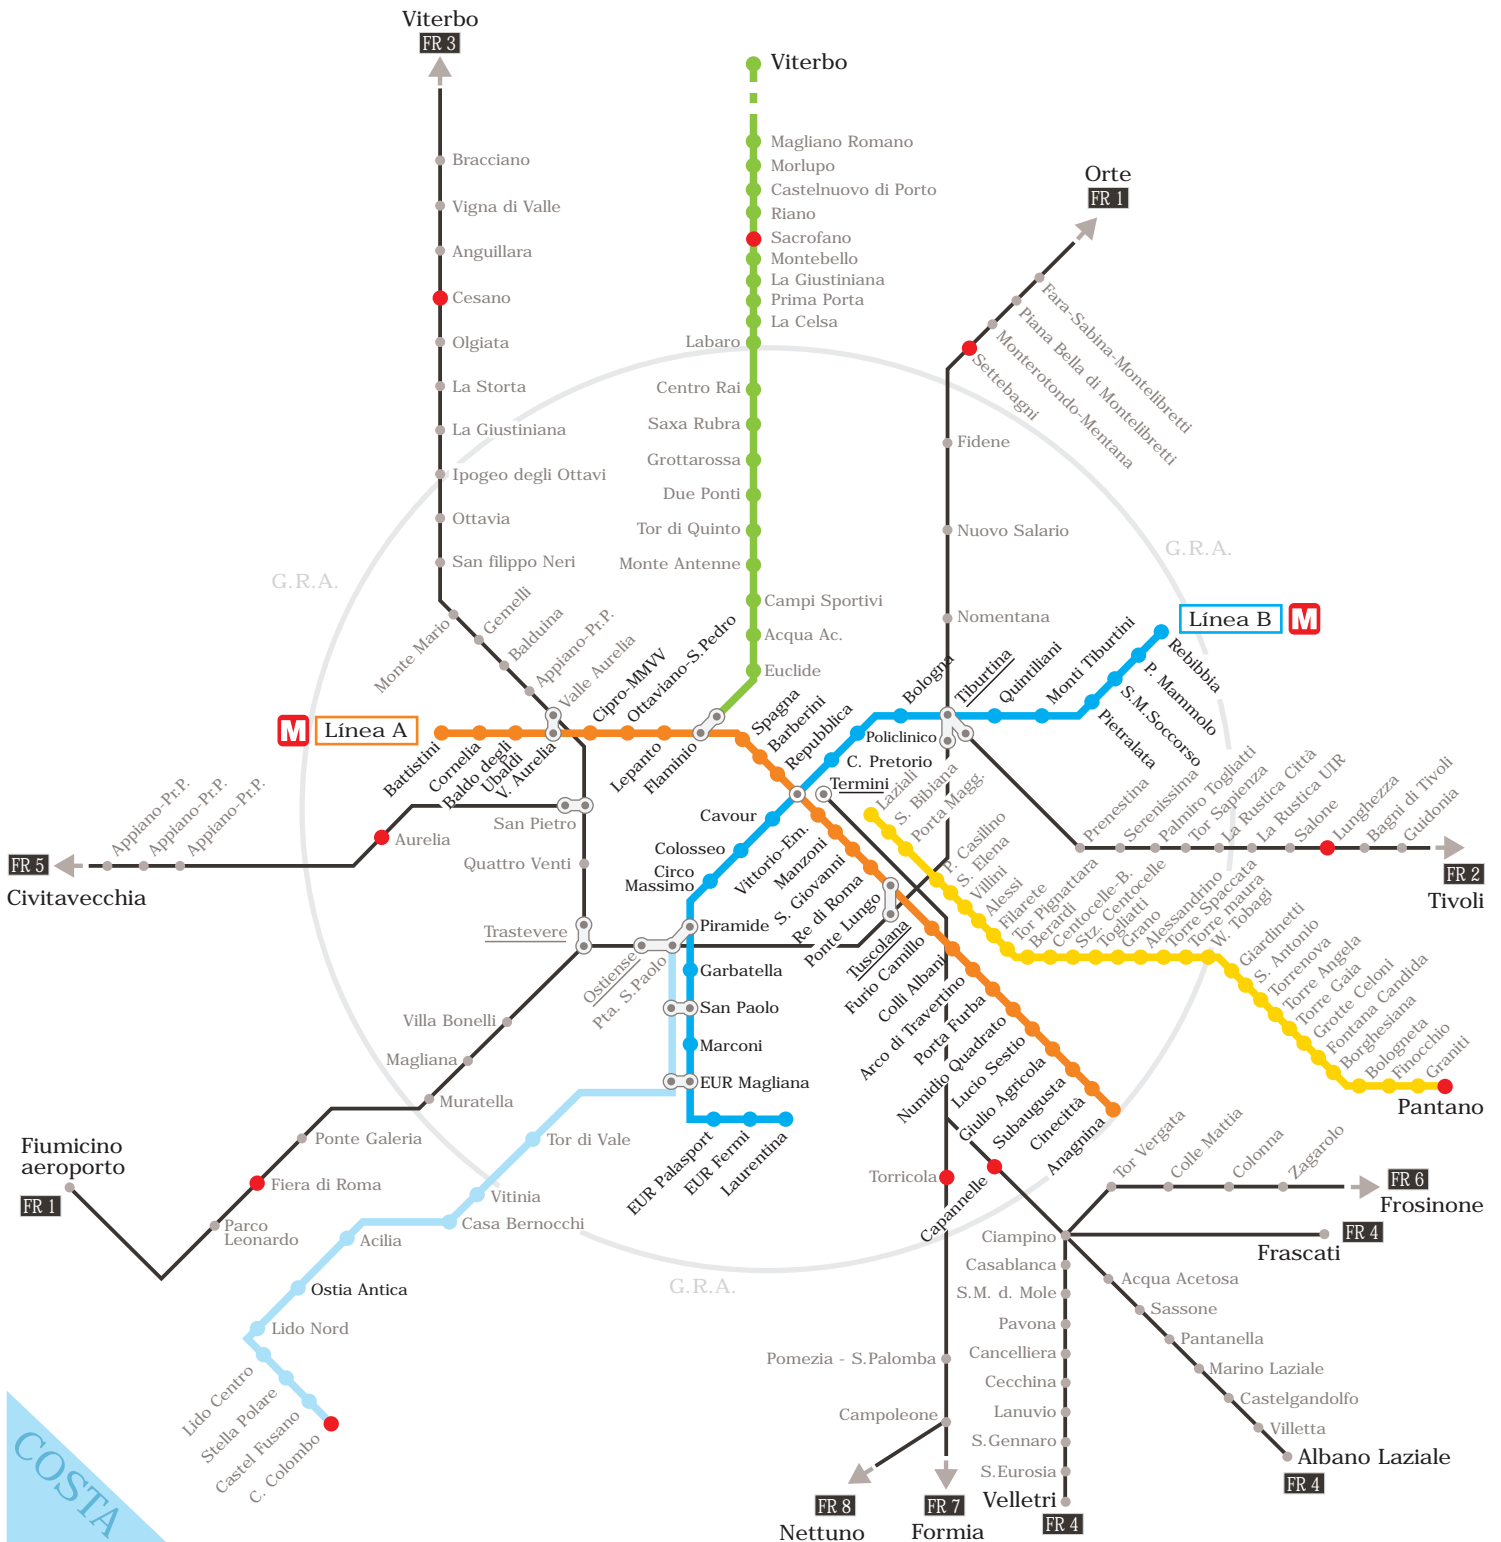 Viterbo
FR 3
Bracciano
Vigna di Valle
Anguillara
Cesano
Olgiata
La Storta
La Giustiniana
Ipogeo degli Ottavi
Ottavia
San filippo Neri
Monte Mario
Gemelli
Balduina
Appiano-Pr.P.
Valle Aurelia
Viterbo
Magliano Romano
Morlupo
Castelnuovo di Porto
Riano
Sacrofano
Montebello
La Giustiniana
Prima Porta
La Celsa
Labaro
Centro Rai
Saxa Rubra
Grottarossa
Due Ponti
Tor di Quinto
Monte Antenne
Campi Sportivi
Acqua Ac.
Euclide
Orte
FR 1
Fara-Sabina-Montelibretti
Piana Bella di Montelibretti
Monterotondo-Mentana
Settebagni
Fidene
Nuovo Salario
Nomentana
G.R.A.
G.R.A.
G.R.A.
Línea B
M
Rebibbia
P. Mammolo
S.M.Soccorso
Pietralata
Monti Tiburtini
Quintiliani
Tiburtina
Bologna
Policlinico
C. Pretorio
Termini
Cavour
Colosseo
Circo
Massimo
Piramide
Garbatella
San Paolo
Marconi
EUR Magliana
EUR Palasport
EUR Fermi
Laurentina
M
Línea A
Battistini
Cornelia
Baldo degli
Ubaldi
V. Aurelia
Cipro-MMVV
Ottaviano-S.Pedro
Lepanto
Flaminio
Spagna
Barberini
Repubblica
Vittorio-Em.
Manzoni
S. Giovanni
Re di Roma
Ponte Lungo
Tuscolana
Furio Camillo
Colli Albani
Arco di Travertino
Porta Furba
Numidio Quadrato
Lucio Sestio
Giulio Agricola
Subaugusta
Cinecittà
Anagnina
Laziali
S. Bibiana
Porta Magg.
P. Casilino
S. Elena
Villini
Alessi
Filarete
Tor Pignattara
Berardi
Centocelle-B.
Stz. Centocelle
Togliatti
Grano
Alessandrino
Torre Spaccata
Torre maura
W. Tobagi
Giardinetti
S. Antonio
Torrenova
Torre Angela
Torre Gaia
Grotte Celoni
Fontana Candida
Borghesiana
Bologneta
Finocchio
Graniti
Pantano
Prenestina
Serenissima
Palmiro Togliatti
Tor Sapienza
La Rustica Città
La Rustica UIR
Salone
Lunghezza
Bagni di Tivoli
Guidonia
FR 2
Tivoli
FR 5
Civitavecchia
Appiano-Pr.P.
Appiano-Pr.P.
Appiano-Pr.P.
Aurelia
San Pietro
Quattro Venti
Trastevere
Ostiense
Pta. S.Paolo
Villa Bonelli
Magliana
Muratella
Ponte Galeria
Fiera di Roma
Parco
Leonardo
Fiumicino
aeroporto
FR 1
Tor di Vale
Vitinia
Casa Bernocchi
Acilia
Ostia Antica
Lido Nord
Lido Centro
Stella Polare
Castel Fusano
C. Colombo
COSTA
Torricola
Capannelle
Pomezia - S.Palomba
Campoleone
FR 8
Nettuno
FR 7
Formia
Ciampino
Casablanca
S.M. d. Mole
Pavona
Cancelliera
Cecchina
Lanuvio
S.Gennaro
S.Eurosia
Velletri
FR 4
Tor Vergata
Colle Mattia
Colonna
Zagarolo
FR 6
Frosinone
FR 4
Frascati
Acqua Acetosa
Sassone
Pantanella
Marino Laziale
Castelgandolfo
Villetta
Albano Laziale
FR 4